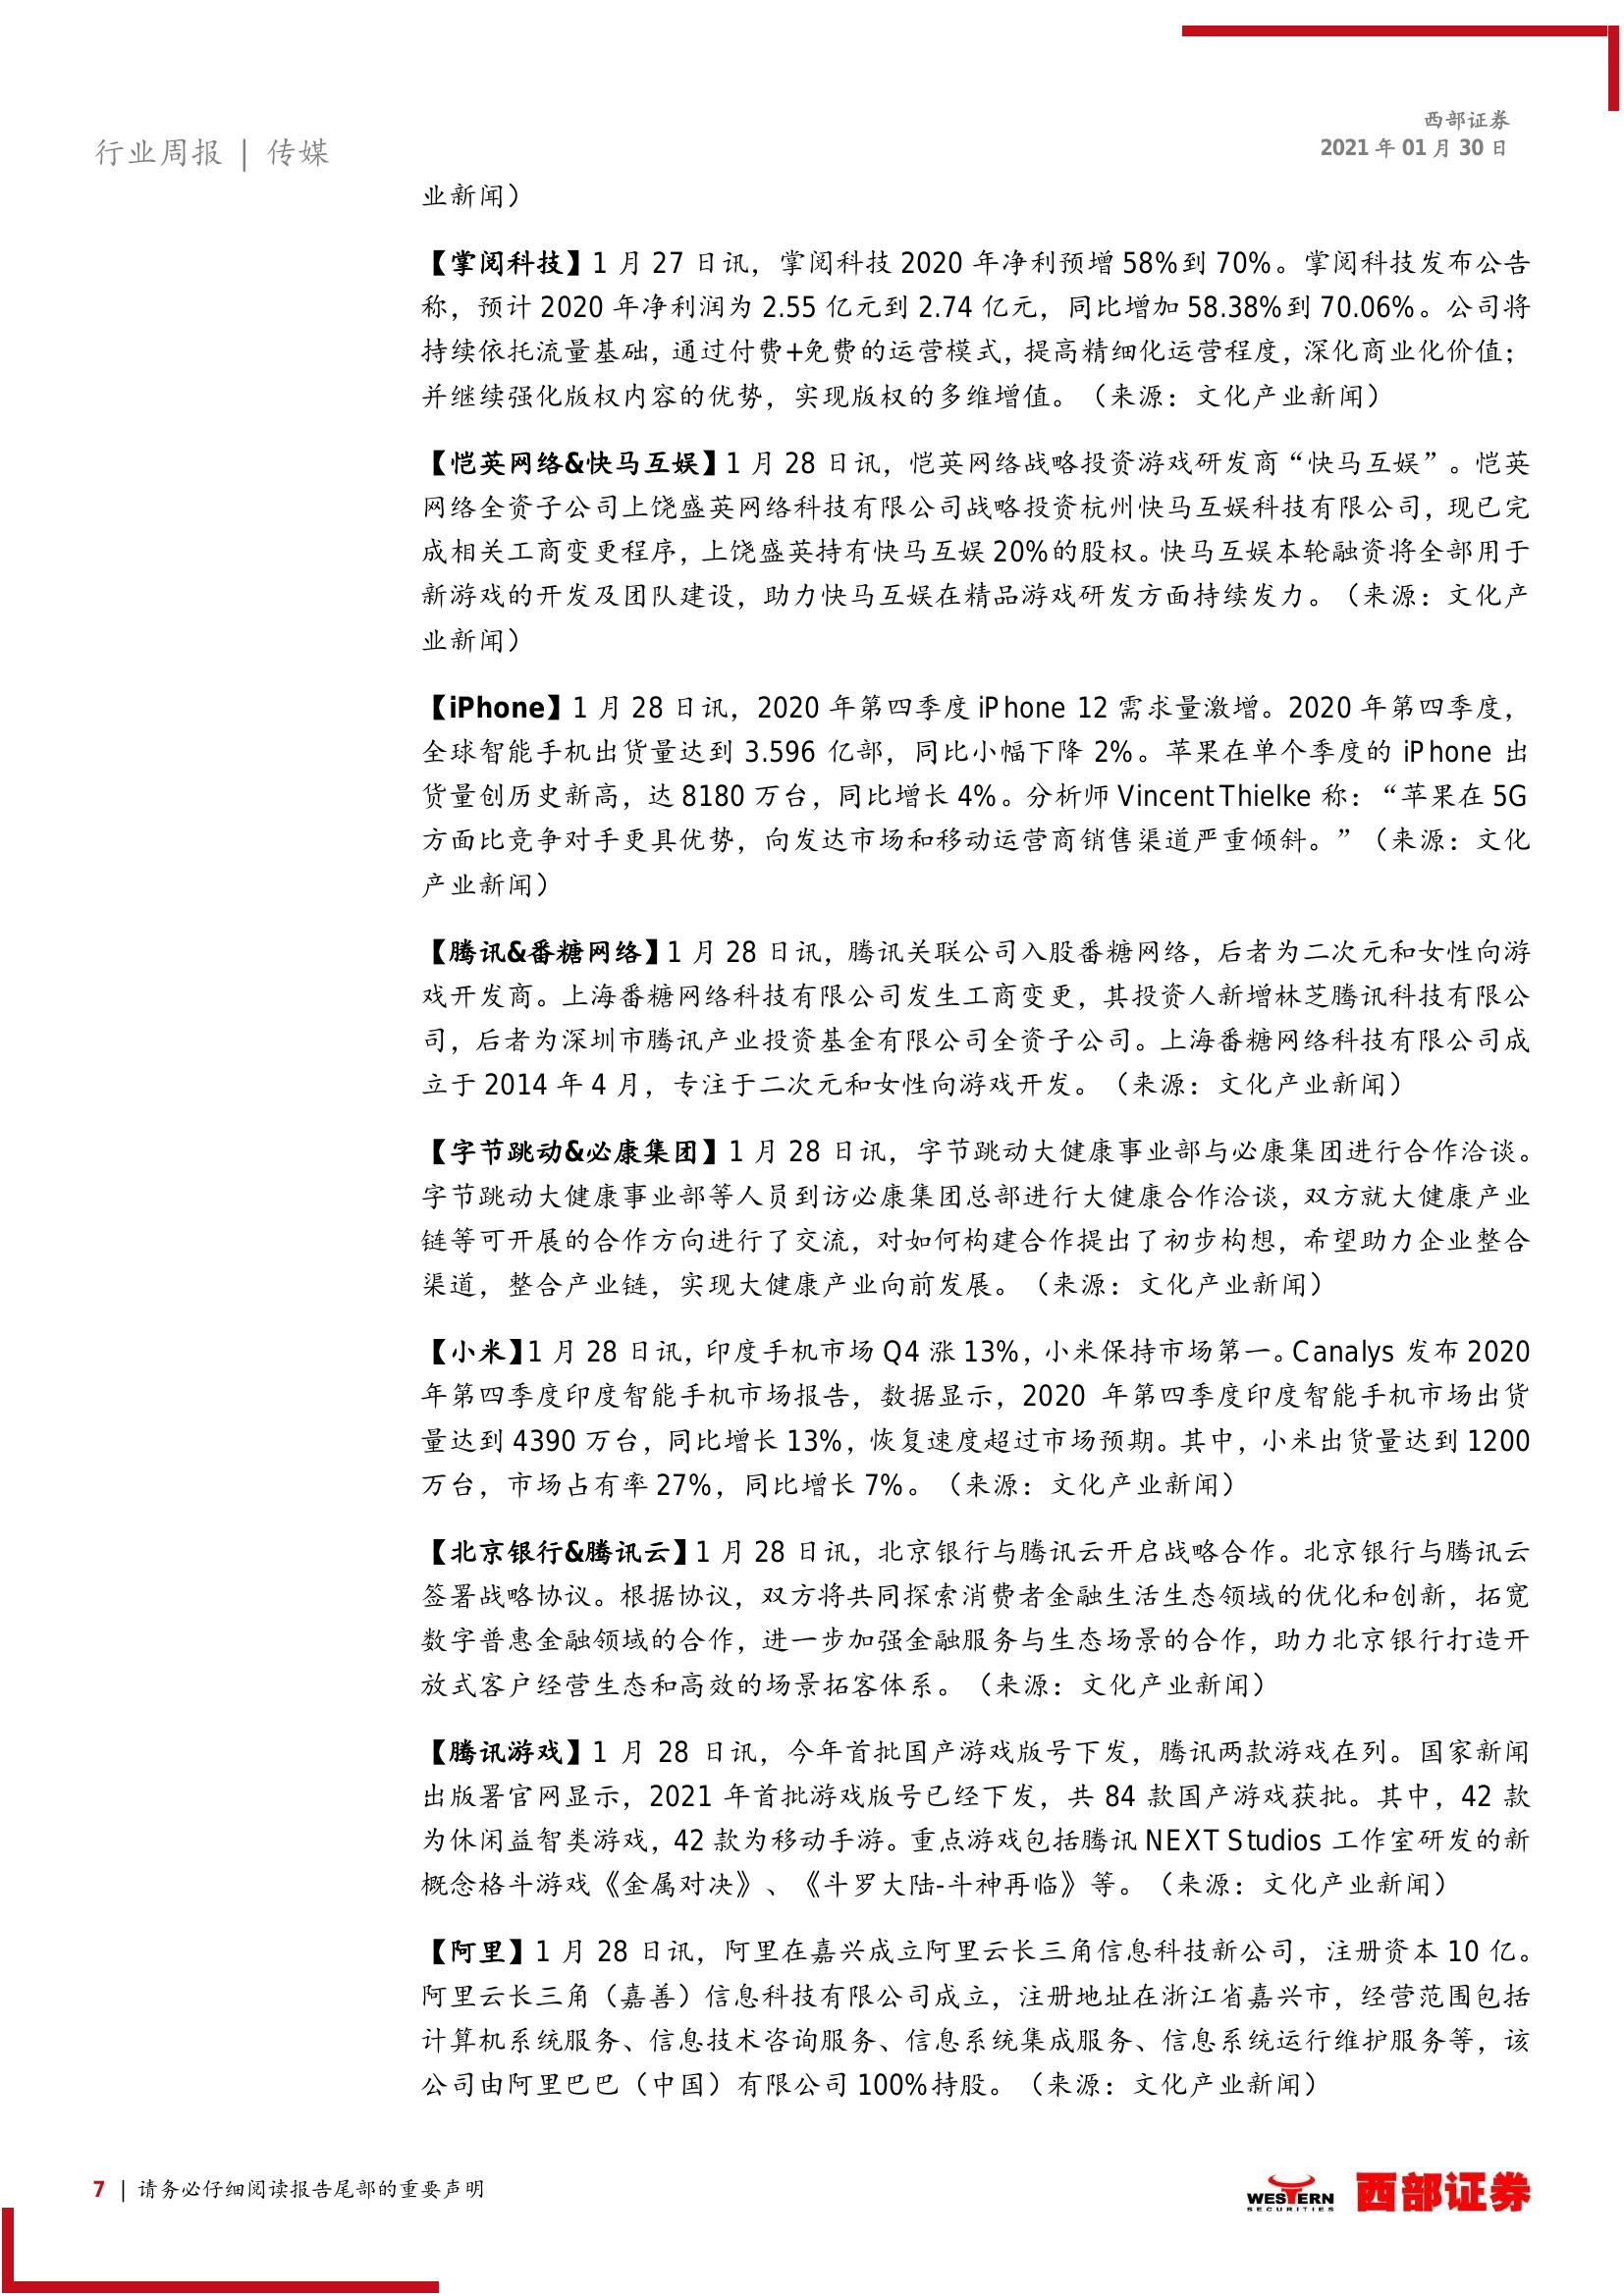 西部证券
行业周报 | 传媒
2021 年 01 月 30 日
业新闻）
【掌阅科技】1 月 27 日讯，掌阅科技 2020 年净利预增 58%到 70%。掌阅科技发布公告
称，预计 2020 年净利润为 2.55 亿元到 2.74 亿元，同比增加 58.38%到 70.06%。公司将
持续依托流量基础，通过付费+免费的运营模式，提高精细化运营程度，深化商业化价值；
并继续强化版权内容的优势，实现版权的多维增值。（来源：文化产业新闻）
【恺英网络&快马互娱】1 月 28 日讯，恺英网络战略投资游戏研发商“快马互娱”。恺英
网络全资子公司上饶盛英网络科技有限公司战略投资杭州快马互娱科技有限公司，现已完
成相关工商变更程序，上饶盛英持有快马互娱 20%的股权。快马互娱本轮融资将全部用于
新游戏的开发及团队建设，助力快马互娱在精品游戏研发方面持续发力。（来源：文化产
业新闻）
【iPhone】1 月 28 日讯，2020 年第四季度 iPhone 12 需求量激增。2020 年第四季度，
全球智能手机出货量达到 3.596 亿部，同比小幅下降 2%。苹果在单个季度的 iPhone 出
货量创历史新高，达 8180 万台，同比增长 4%。分析师 Vincent Thielke 称：“苹果在 5G
方面比竞争对手更具优势，向发达市场和移动运营商销售渠道严重倾斜。”（来源：文化
产业新闻）
【腾讯&番糖网络】1 月 28 日讯，腾讯关联公司入股番糖网络，后者为二次元和女性向游
戏开发商。上海番糖网络科技有限公司发生工商变更，其投资人新增林芝腾讯科技有限公
司，后者为深圳市腾讯产业投资基金有限公司全资子公司。上海番糖网络科技有限公司成
立于 2014 年 4 月，专注于二次元和女性向游戏开发。（来源：文化产业新闻）
【字节跳动&必康集团】1 月 28 日讯，字节跳动大健康事业部与必康集团进行合作洽谈。
字节跳动大健康事业部等人员到访必康集团总部进行大健康合作洽谈，双方就大健康产业
链等可开展的合作方向进行了交流，对如何构建合作提出了初步构想，希望助力企业整合
渠道，整合产业链，实现大健康产业向前发展。（来源：文化产业新闻）
【小米】1 月 28 日讯，印度手机市场 Q4 涨 13%，小米保持市场第一。Canalys 发布 2020
年第四季度印度智能手机市场报告，数据显示，2020 年第四季度印度智能手机市场出货
量达到 4390 万台，同比增长 13%，恢复速度超过市场预期。其中，小米出货量达到 1200
万台，市场占有率 27%，同比增长 7%。（来源：文化产业新闻）
【北京银行&腾讯云】1 月 28 日讯，北京银行与腾讯云开启战略合作。北京银行与腾讯云
签署战略协议。根据协议，双方将共同探索消费者金融生活生态领域的优化和创新，拓宽
数字普惠金融领域的合作，进一步加强金融服务与生态场景的合作，助力北京银行打造开
放式客户经营生态和高效的场景拓客体系。（来源：文化产业新闻）
【腾讯游戏】1 月 28 日讯，今年首批国产游戏版号下发，腾讯两款游戏在列。国家新闻
出版署官网显示，2021 年首批游戏版号已经下发，共 84 款国产游戏获批。其中，42 款
为休闲益智类游戏，42 款为移动手游。重点游戏包括腾讯 NEXT Studios 工作室研发的新
概念格斗游戏《金属对决》、《斗罗大陆-斗神再临》等。（来源：文化产业新闻）
【阿里】1 月 28 日讯，阿里在嘉兴成立阿里云长三角信息科技新公司，注册资本 10 亿。
阿里云长三角（嘉善）信息科技有限公司成立，注册地址在浙江省嘉兴市，经营范围包括
计算机系统服务、信息技术咨询服务、信息系统集成服务、信息系统运行维护服务等，该
公司由阿里巴巴（中国）有限公司 100%持股。（来源：文化产业新闻）
7 | 请务必仔细阅读报告尾部的重要声明
WESTERN
SECURITIES
西部证券